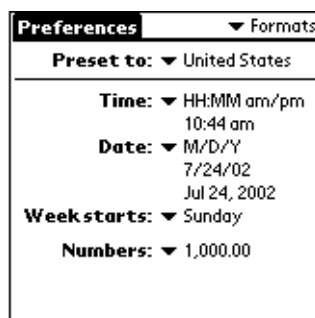 Preferences ▼ Formats
Preset to: ▼ United States
Time: ▼ HH:MM am/pm
10:44 am
Date: ▼ M/D/Y
7/24/02
Jul 24, 2002
Week starts: ▼ Sunday
Numbers: ▼ 1,000.00